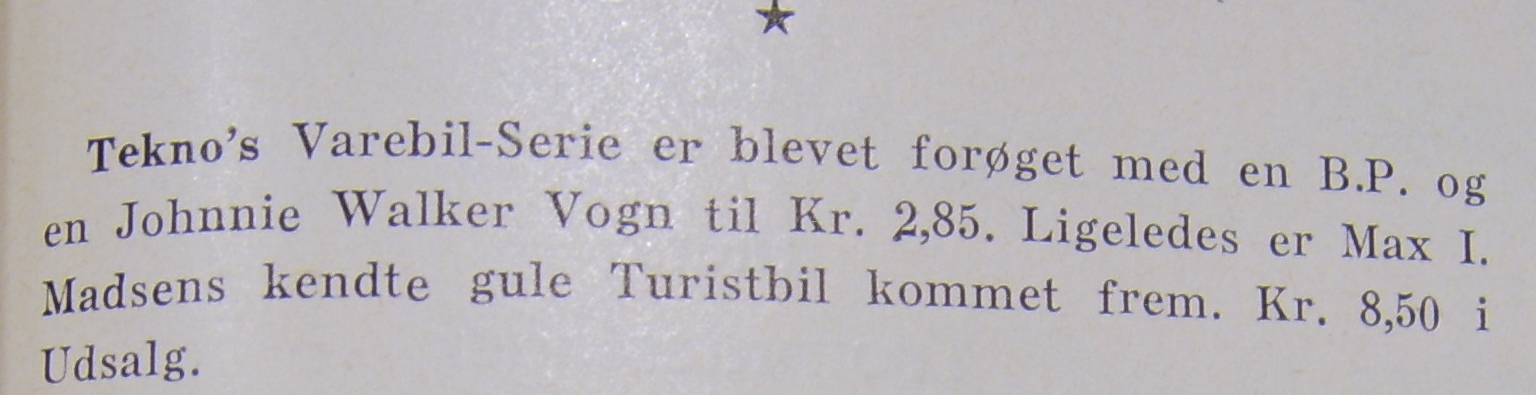 Tekno's Varebil-Serie er blevet forøget med en B.P. og
en Johnnie Walker Vogn til Kr. 2,85. Ligeledes er Max I.
Madsens kendte gule Turistbil kommet frem. Kr. 8,50 i
Udsalg.